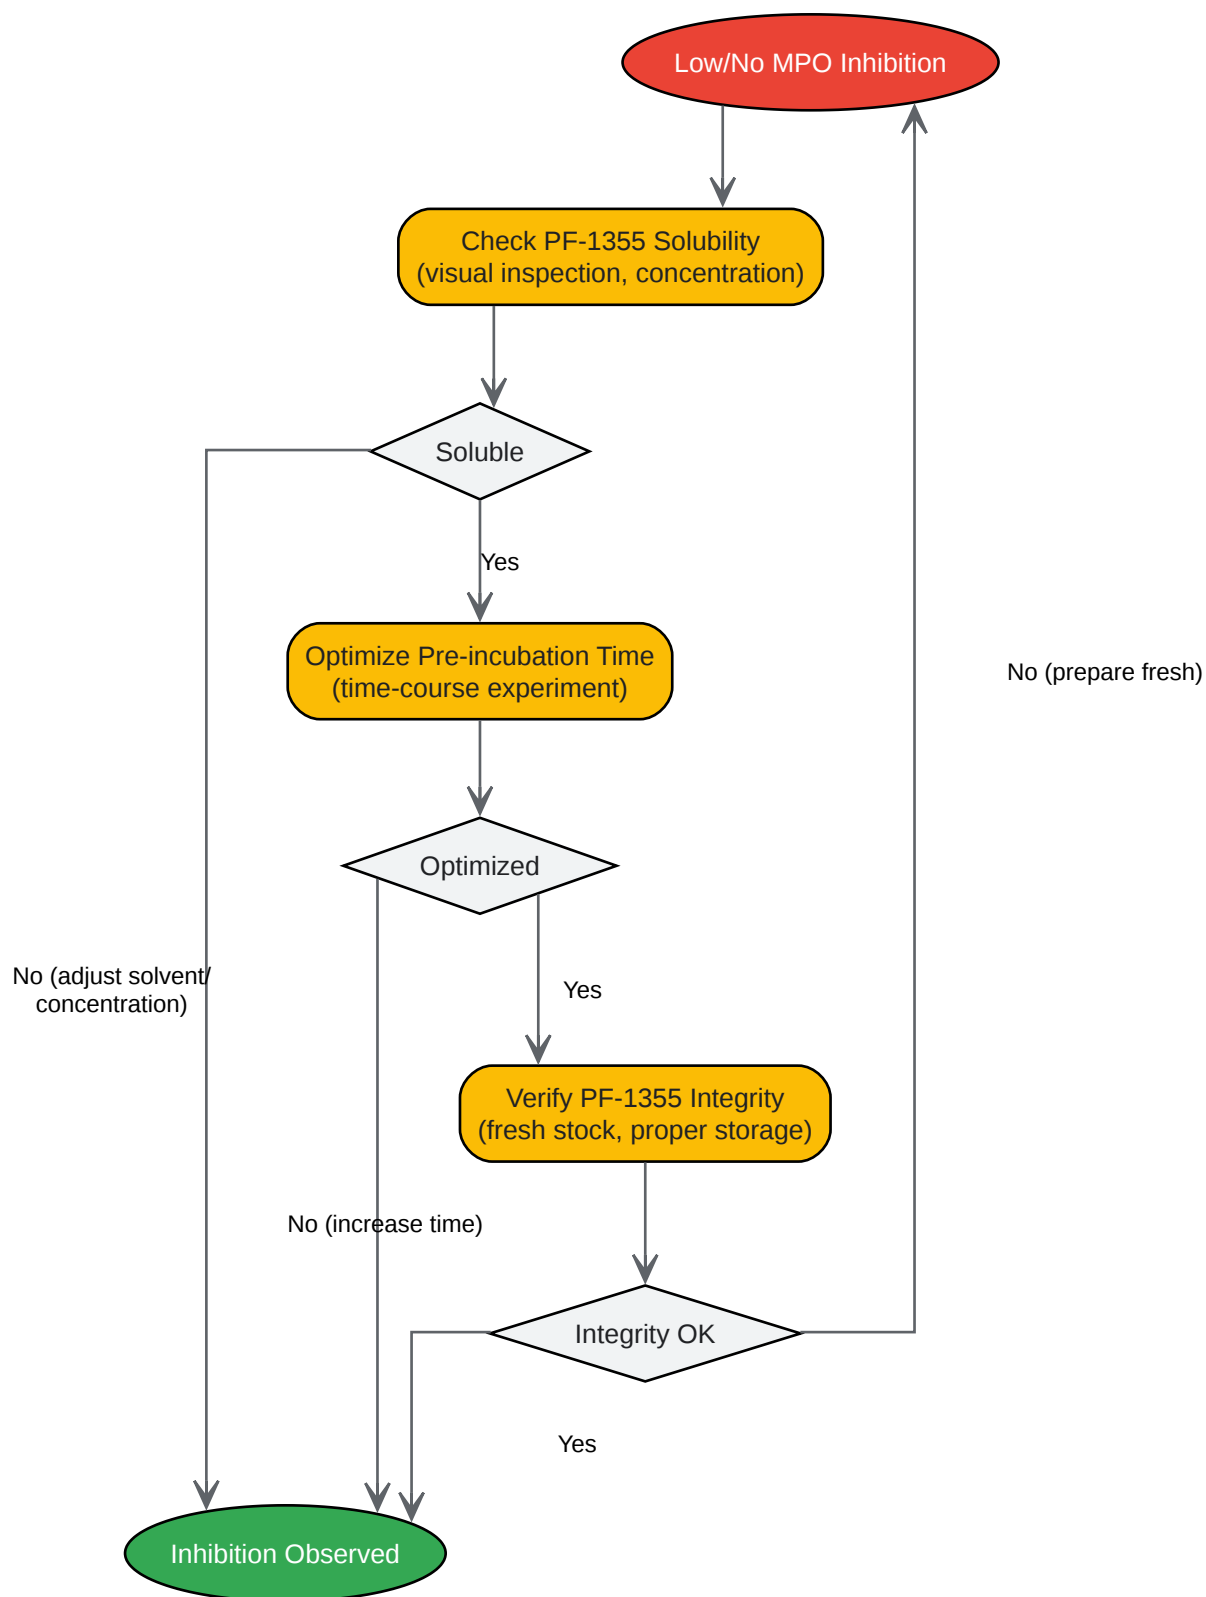 Low/No MPO Inhibition
Check PF-1355 Solubility
(visual inspection, concentration)
Soluble
Yes
Optimize Pre-incubation Time
(time-course experiment)
No (prepare fresh)
Optimized
No (adjust solvent/
concentration)
Yes
Verify PF-1355 Integrity
(fresh stock, proper storage)
No (increase time)
Integrity OK
Yes
Inhibition Observed